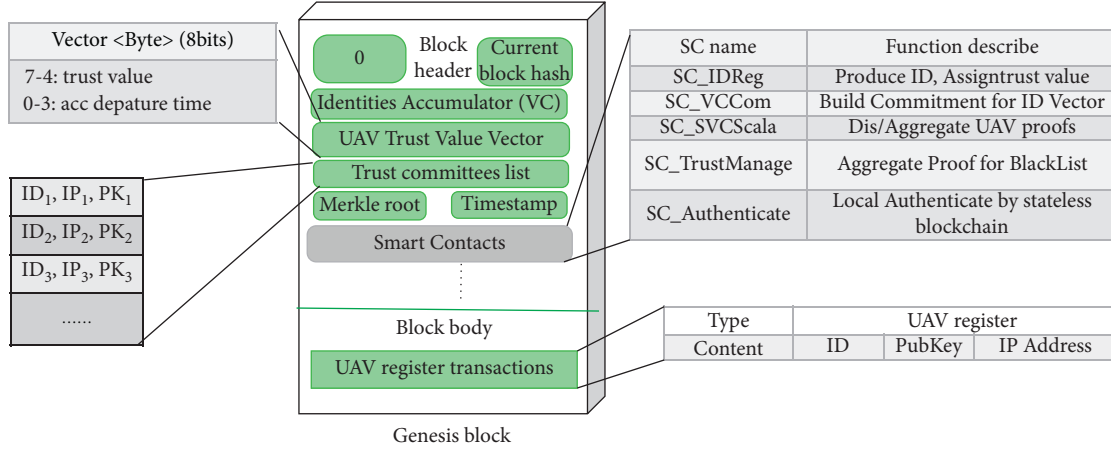 Vector <Byte> (8bits)
7-4: trust value
0-3: acc depature time
ID1, IP1, PK1
ID2, IP2, PK2
ID3, IP3, PK3
......
0
Block
header
Current
block hash
Identities Accumulator (VC)
UAV Trust Value Vector
Trust committees list
Merkle root
Timestamp
Smart Contacts
Block body
UAV register transactions
Genesis block
SC name
Function describe
SC_IDReg
Produce ID, Assigntrust value
SC_VCCom
Build Commitment for ID Vector
SC_SVCScala
Dis/Aggregate UAV proofs
SC_TrustManage
Aggregate Proof for BlackList
SC_Authenticate
Local Authenticate by stateless
blockchain
Type
UAV register
Content
ID
PubKey
IP Address